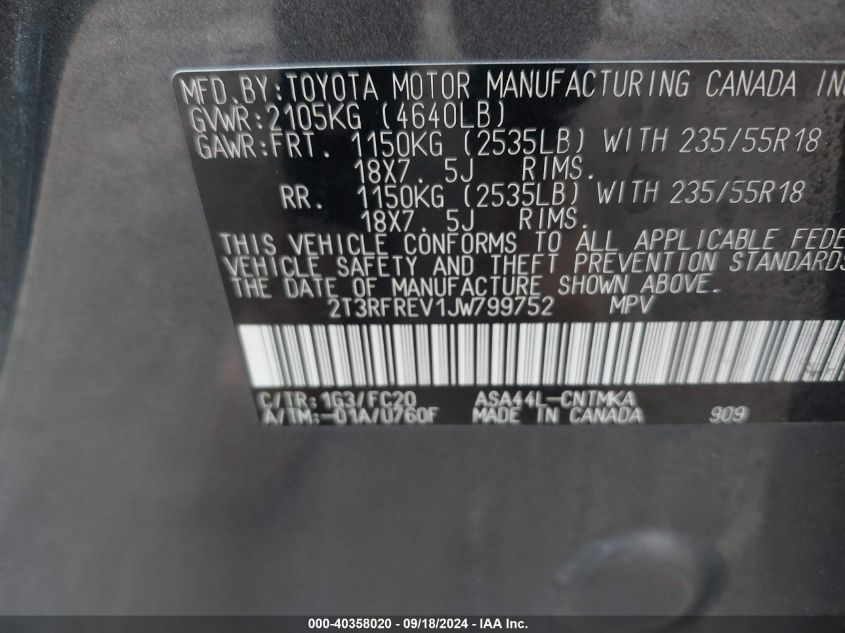 MFD.BY:TOYOTA MOTOR MANUFACTURING CANADA INC
GVWR:2105KG (4640LB)
GAWR:FRT. 1150KG (2535LB) WITH 235/55R18
18X7.5J RIMS.
RR. 1150KG (2535LB) WITH 235/55R18
18X7.5J RIMS.
THIS VEHICLE CONFORMS TO ALL APPLICABLE FEDE
VEHICLE SAFETY AND THEFT PREVENTION STANDARDS
THE DATE OF MANUFACTURE SHOWN ABOVE.
2T3RFREV1JW799752 MPV
C/TR:1G3/FC20 ASA44L-CNTMKA
A/TM:-01A/U760F MADE IN CANADA 909
000-40358020 - 09/18/2024 - IAA Inc.